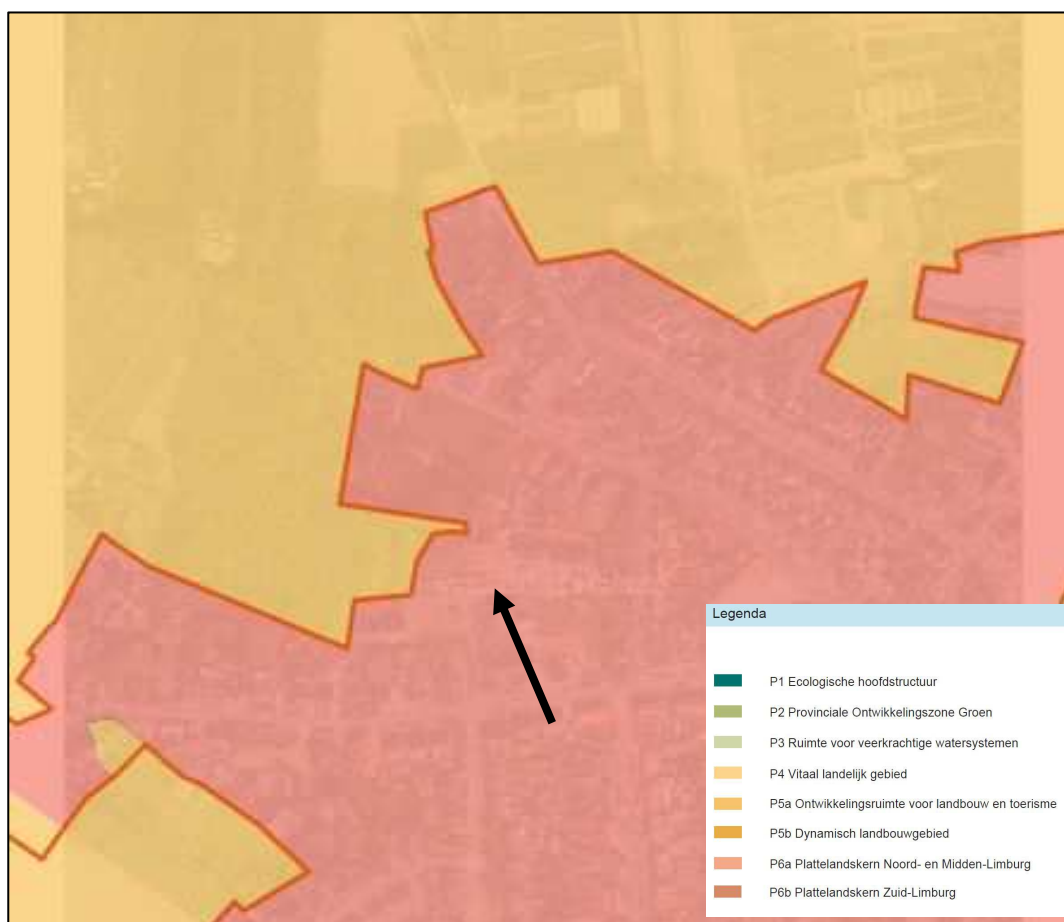 Legenda
P1 Ecologische hoofdstructuur
P2 Provinciale Ontwikkelingszone Groen
P3 Ruimte voor veerkrachtige watersystemen
P4 Vitaal landelijk gebied
P5a Ontwikkelingsruimte voor landbouw en toerisme
P5b Dynamisch landbouwgebied
P6a Plattelandskern Noord- en Midden-Limburg
P6b Plattelandskern Zuid-Limburg